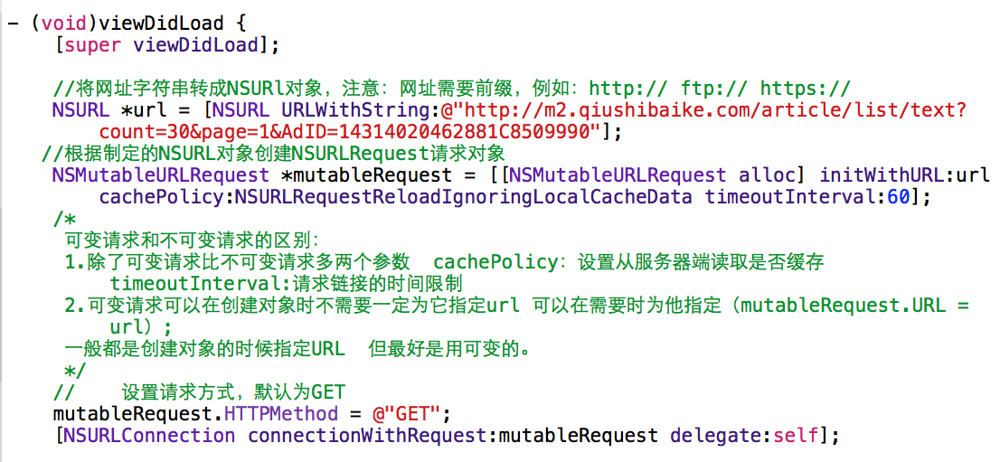 - (void)viewDidLoad {
[super viewDidLoad];
//将网址字符串转成NSURl对象，注意：网址需要前缀，例如：http:// ftp:// https://
NSURL *url = [NSURL URLWithString:@"http://m2.qiushibaike.com/article/list/text?
count=30&page=1&AdID=14314020462881C8509990"];
//根据制定的NSURL对象创建NSURLRequest请求对象
NSMutableURLRequest *mutableRequest = [[NSMutableURLRequest alloc] initWithURL:url
cachePolicy:NSURLRequestReloadIgnoringLocalCacheData timeoutInterval:60];
/*
可变请求和不可变请求的区别：
1.除了可变请求比不可变请求多两个参数  cachePolicy：设置从服务器端读取是否缓存
timeoutInterval:请求链接的时间限制
2.可变请求可以在创建对象时不需要一定为它指定url 可以在需要时为他指定（mutableRequest.URL =
url）;
一般都是创建对象的时候指定URL  但最好是用可变的。
*/
//    设置请求方式，默认为GET
mutableRequest.HTTPMethod = @"GET";
[NSURLConnection connectionWithRequest:mutableRequest delegate:self];